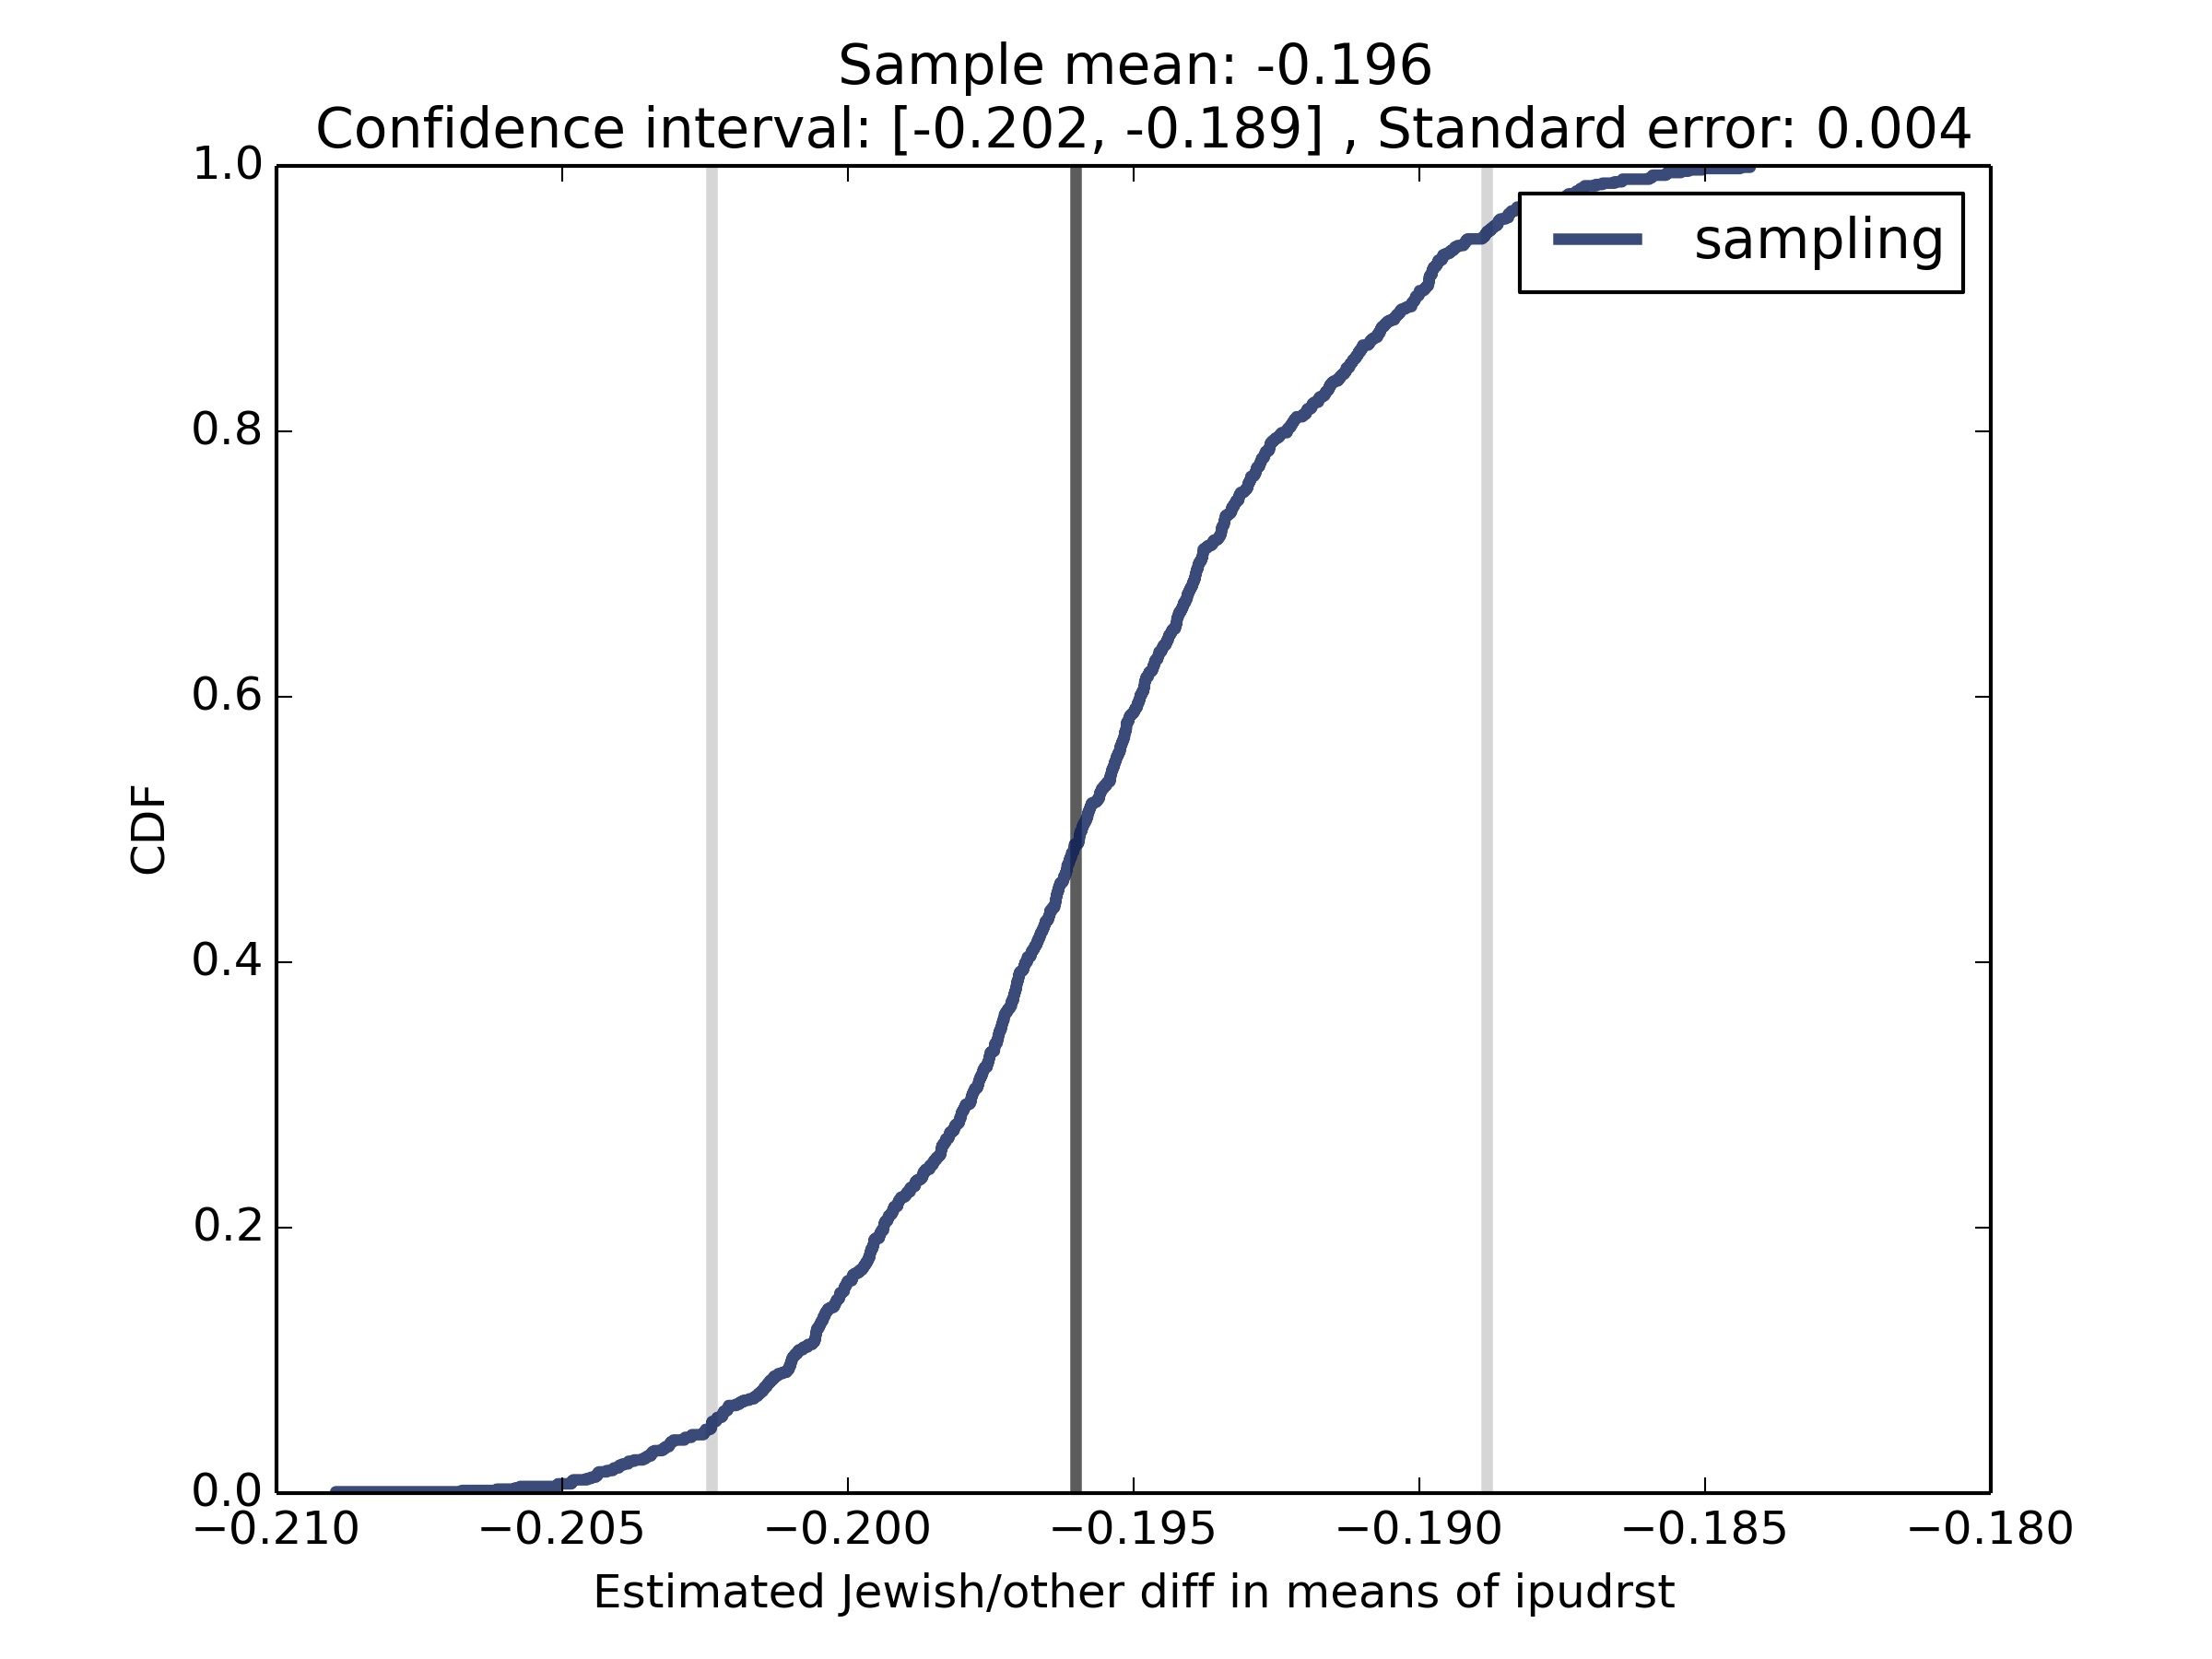 Sample mean: -0.196
Confidence interval: [-0.202, -0.189] , Standard error: 0.004
sampling
1.0
0.8
0.6
0.4
0.2
0.0
CDF
−0.210 −0.205 −0.200 −0.195 −0.190 −0.185 −0.180
Estimated Jewish/other diff in means of ipudrst